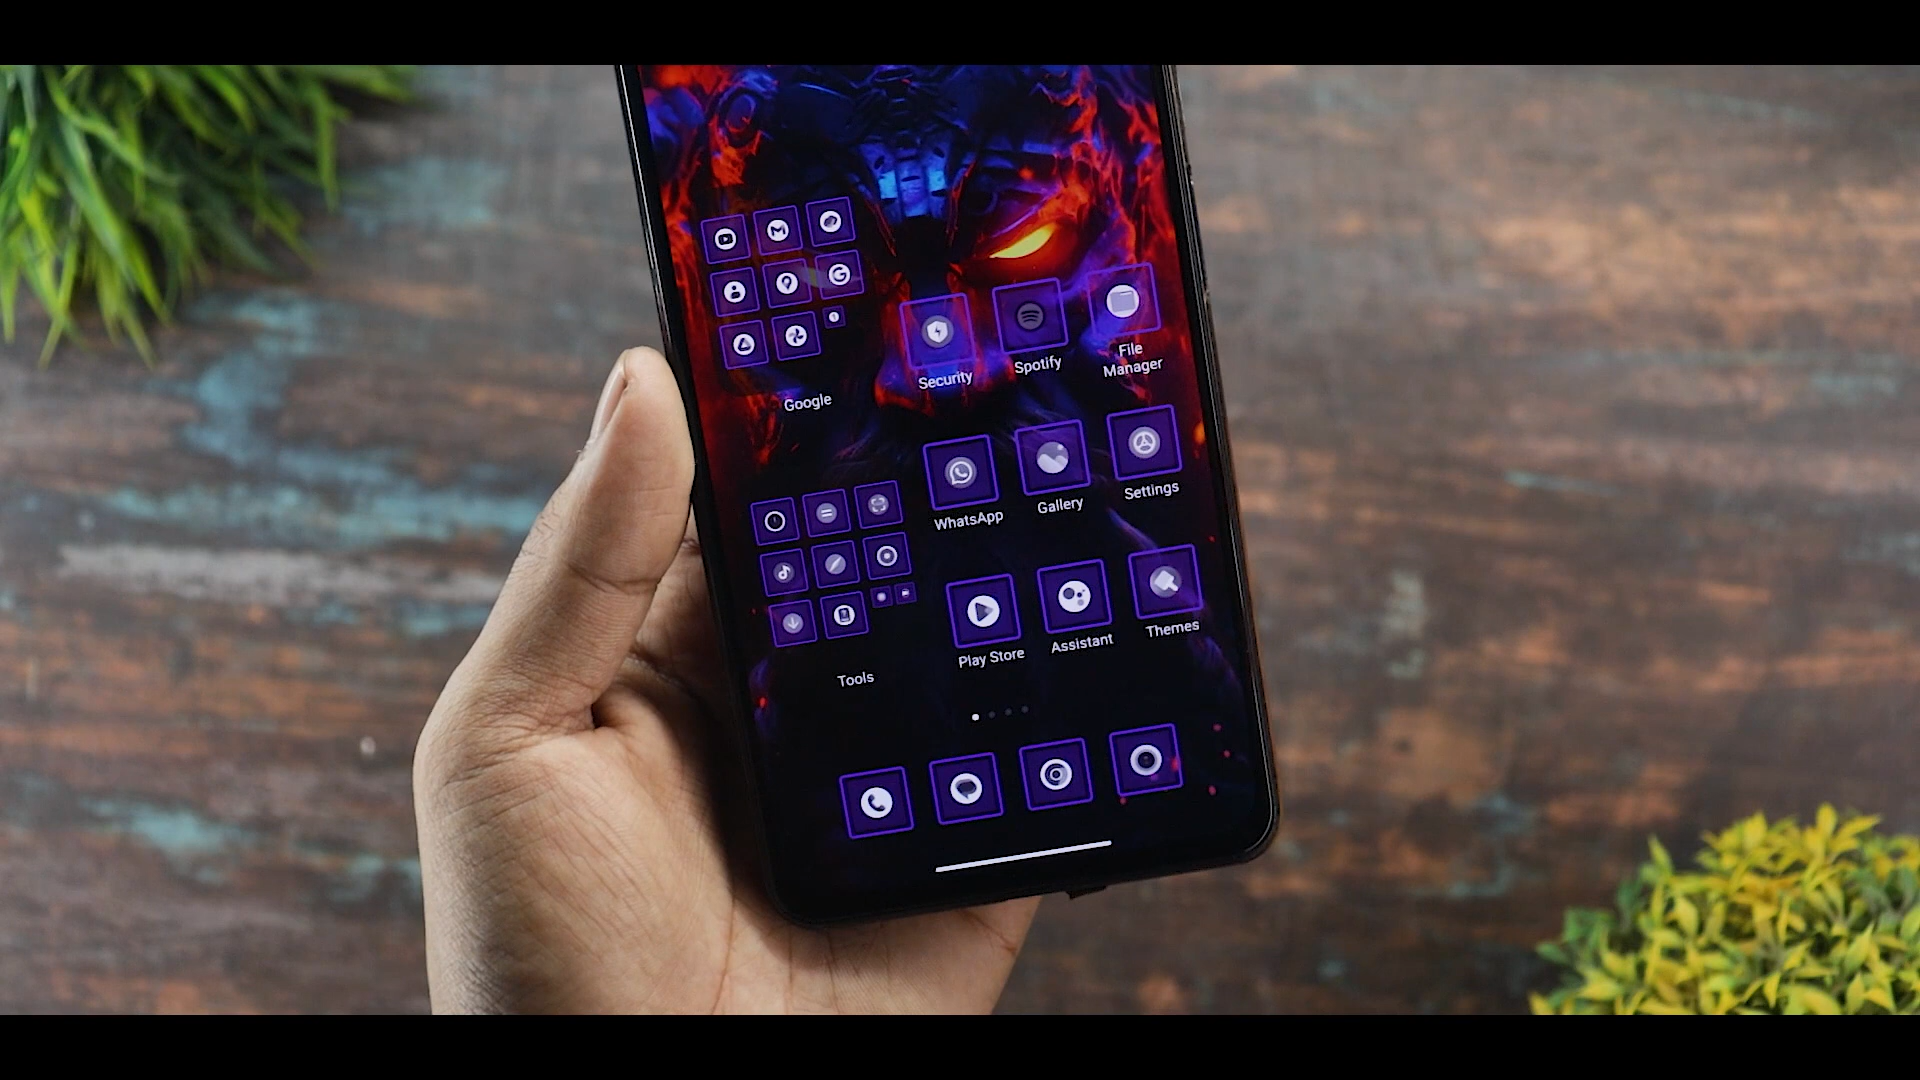 Security
Spotify
File
Manager
Google
WhatsApp
Gallery
Settings
Play Store
Assistant
Themes
Tools